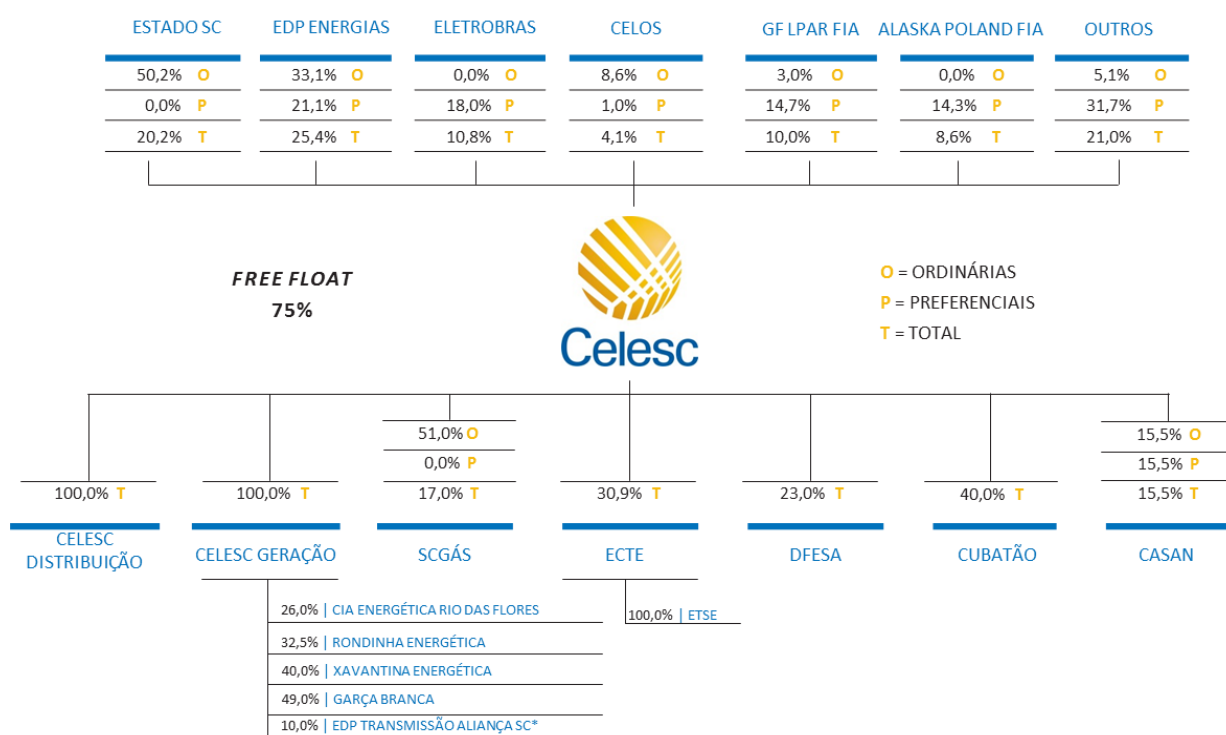 ESTADO SC
EDP ENERGIAS
ELETROBRAS
CELOS
GF LPAR FIA
ALASKA POLAND FIA
OUTROS
50,2% O
33,1% O
0,0% O
8,6% O
3,0% O
0,0% O
5,1% O
0,0% P
21,1% P
18,0% P
1,0% P
14,7% P
14,3% P
31,7% P
20,2% T
25,4% T
10,8% T
4,1% T
10,0% T
8,6% T
21,0% T
FREE FLOAT
75%
Celesc
O = ORDINÁRIAS
P = PREFERENCIAIS
T = TOTAL
51,0% O
15,5% O
0,0% P
15,5% P
100,0% T
100,0% T
17,0% T
30,9% T
23,0% T
40,0% T
15,5% T
CELESC
DISTRIBUIÇÃO
CELESC GERAÇÃO
SCGÁS
ECTE
DFESA
CUBATÃO
CASAN
26,0% | CIA ENERGÉTICA RIO DAS FLORES
100,0% | ETSE
32,5% | RONDINHA ENERGÉTICA
40,0% | XAVANTINA ENERGÉTICA
49,0% | GARÇA BRANCA
10,0% | EDP TRANSMISSÃO ALIANÇA SC*